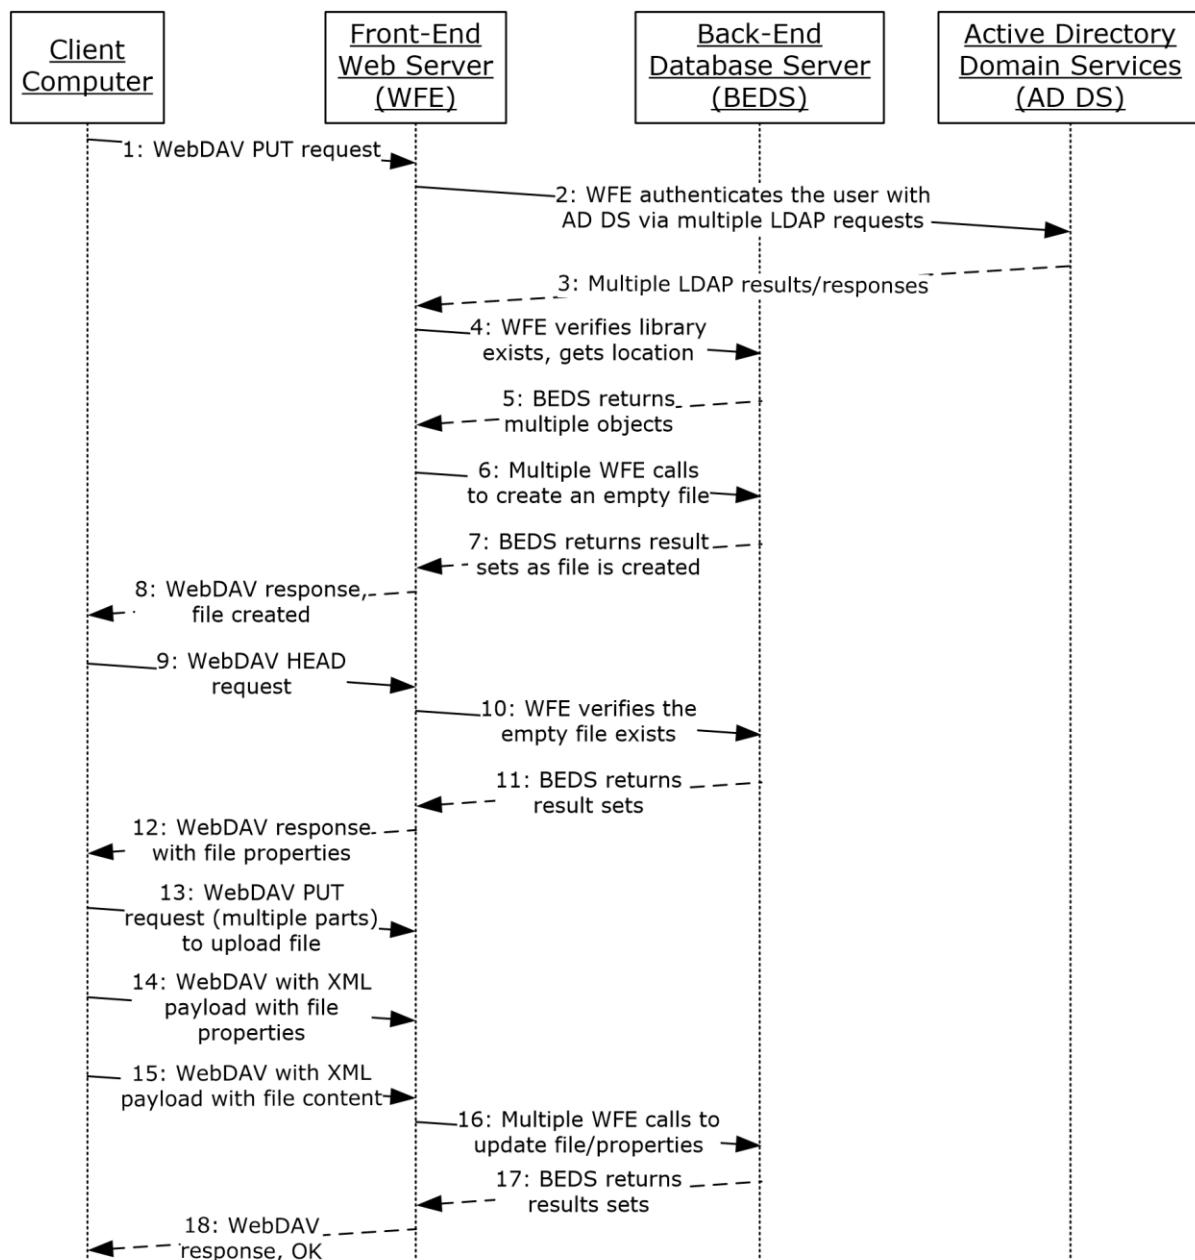 Client
Computer
Front-End
Web Server
(WFE)
Back-End
Database Server
(BEDS)
Active Directory
Domain Services
(AD DS)
1: WebDAV PUT request
2: WFE authenticates the user with
AD DS via multiple LDAP requests
3: Multiple LDAP results/responses
4: WFE verifies library
exists, gets location
5: BEDS returns
multiple objects
6: Multiple WFE calls
to create an empty file
7: BEDS returns result
sets as file is created
8: WebDAV response,
file created
9: WebDAV HEAD
request
10: WFE verifies the
empty file exists
11: BEDS returns
result sets
12: WebDAV response
with file properties
13: WebDAV PUT
request (multiple parts)
to upload file
14: WebDAV with XML
payload with file
properties
15: WebDAV with XML
payload with file content
16: Multiple WFE calls to
update file/properties
17: BEDS returns
results sets
18: WebDAV
response, OK